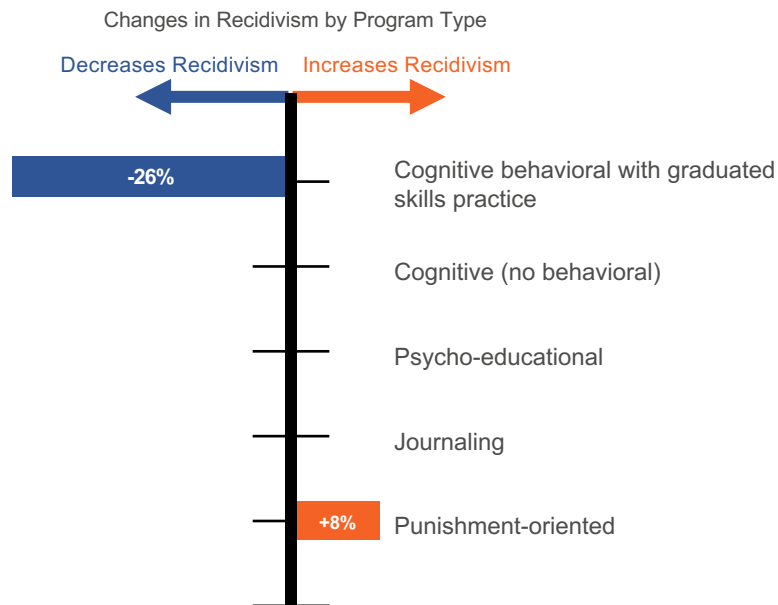 Changes in Recidivism by Program Type
Decreases Recidivism
Increases Recidivism
-26%
Cognitive behavioral with graduated
skills practice
Cognitive (no behavioral)
Psycho-educational
Journaling
+8%
Punishment-oriented